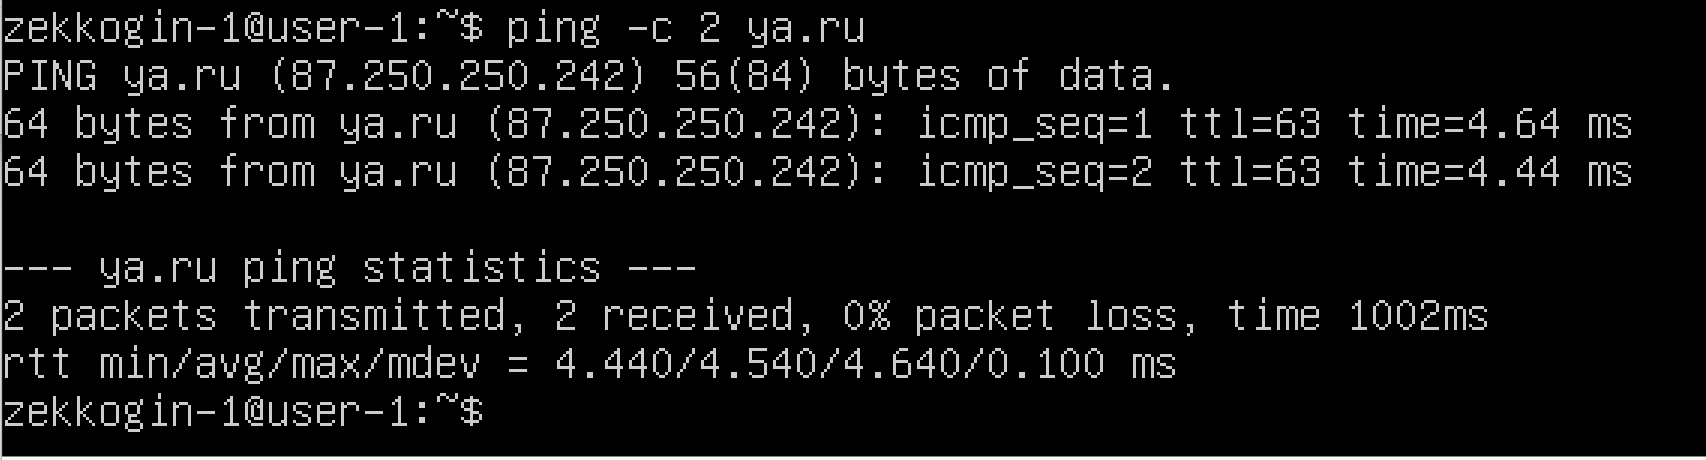 zekkogin-1@user-1:~$ ping -c 2 ya.ru
PING ya.ru (87.250.250.242) 56(84) bytes of data.
64 bytes from ya.ru (87.250.250.242): icmp_seq=1 ttl=63 time=4.64 ms
64 bytes from ya.ru (87.250.250.242): icmp_seq=2 ttl=63 time=4.44 ms
--- ya.ru ping statistics ---
2 packets transmitted, 2 received, 0% packet loss, time 1002ms
rtt min/avg/max/mdev = 4.440/4.540/4.640/0.100 ms
zekkogin-1@user-1:~$